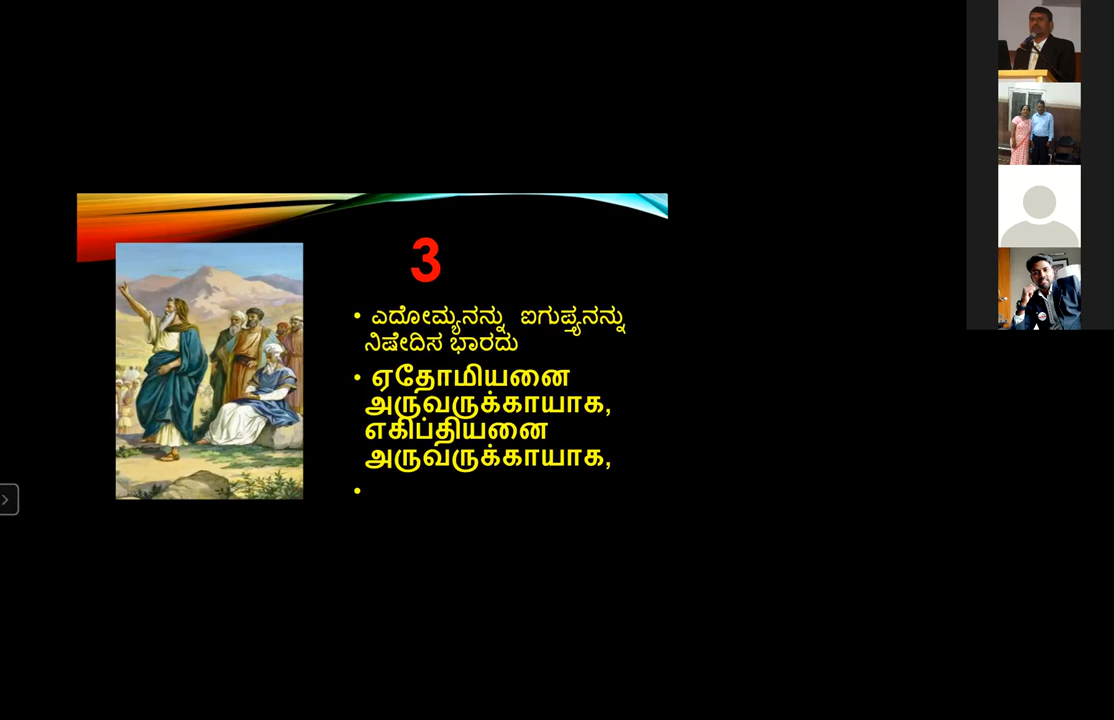 3
• ಎದೋಮ್ಯನನ್ನು ಐಗುಪ್ತ್ಯನನ್ನು
ನಿಷೇದಿಸ ಭಾರದು
• ஏதோமியனை
அருவருக்காயாக,
எகிப்தியனை
அருவருக்காயாக,
•